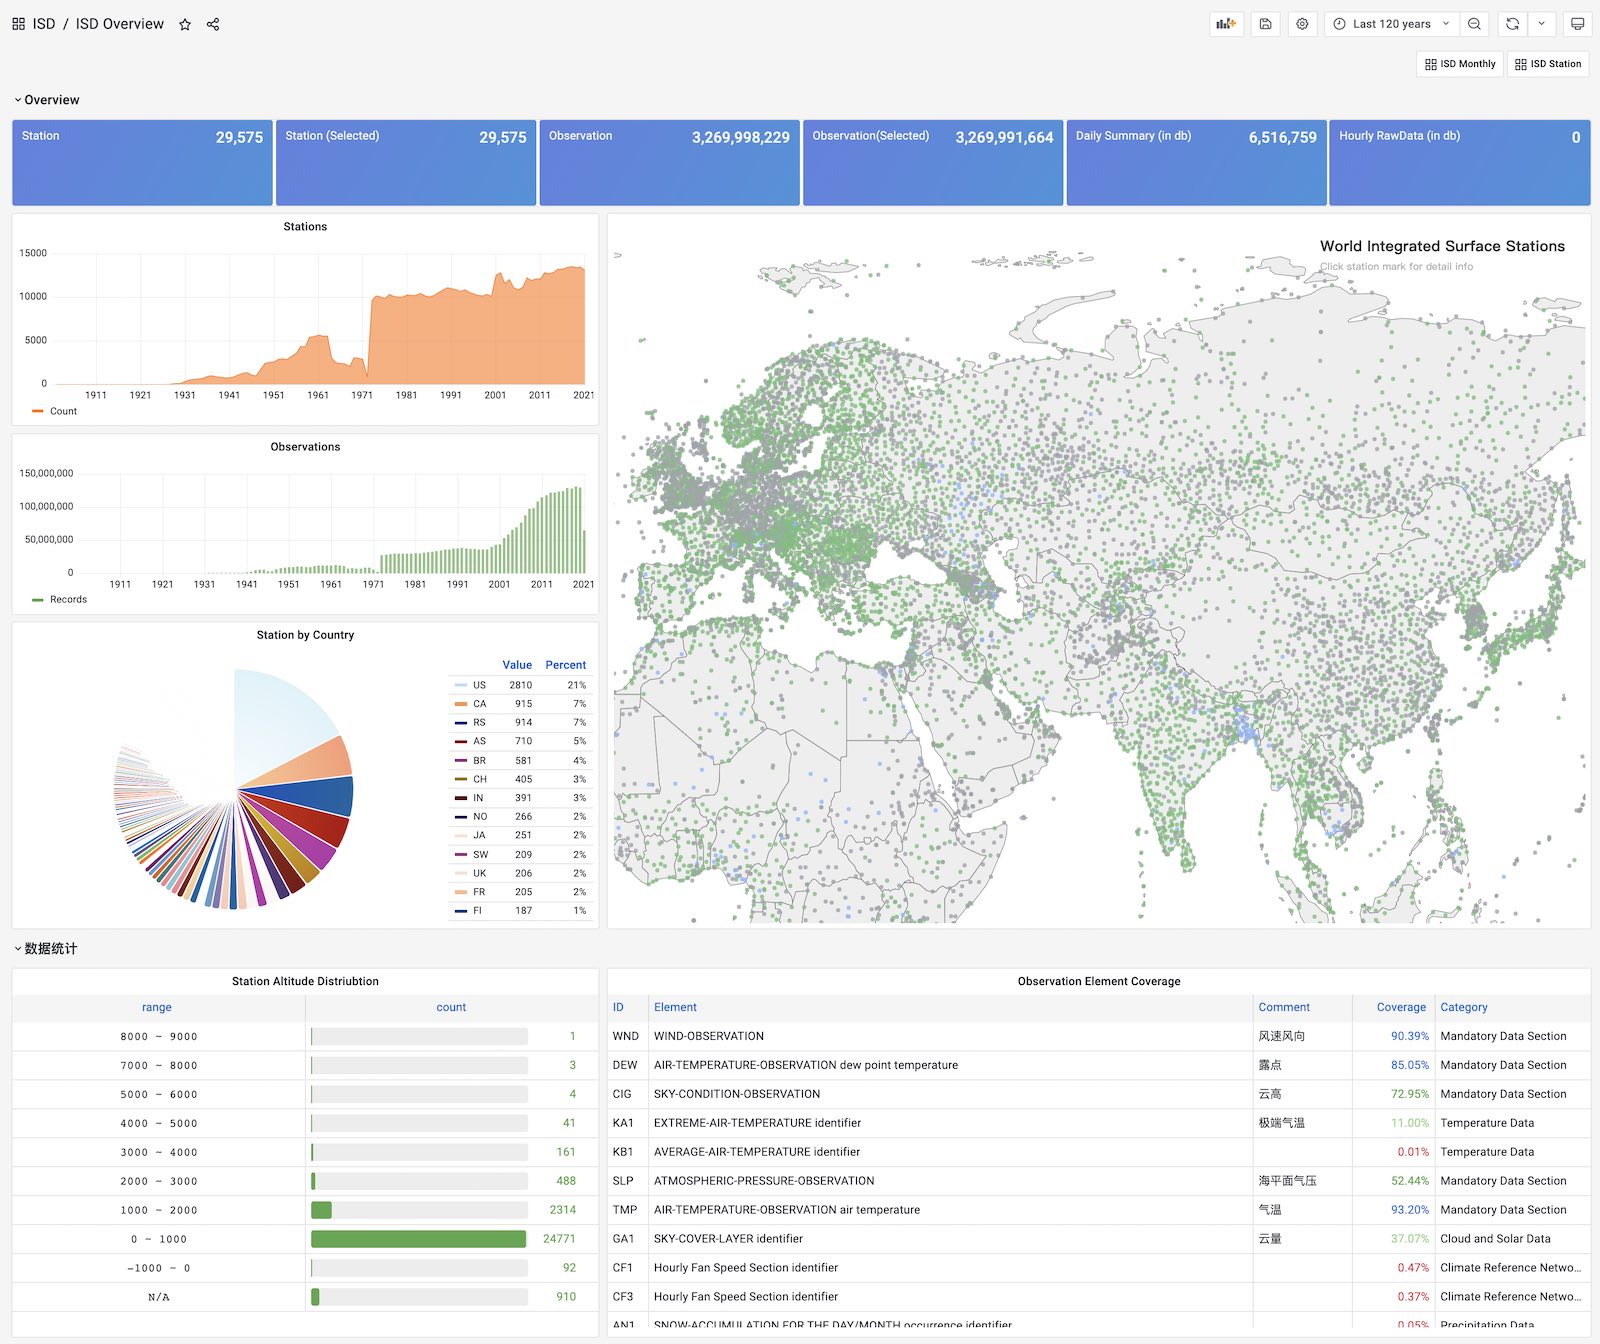 ISD / ISD Overview
Last 120 years
ISD Monthly
ISD Station
Overview
Station 29,575
Station (Selected) 29,575
Observation 3,269,998,229
Observation(Selected) 3,269,991,664
Daily Summary (in db) 6,516,759
Hourly RawData (in db) 0
Stations
15000
10000
5000
0
1911 1921 1931 1941 1951 1961 1971 1981 1991 2001 2011 2021
Count
Observations
150,000,000
100,000,000
50,000,000
0
1911 1921 1931 1941 1951 1961 1971 1981 1991 2001 2011 2021
Records
Station by Country
Value Percent
US 2810 21%
CA 915 7%
RS 914 7%
AS 710 5%
BR 581 4%
CH 405 3%
IN 391 3%
NO 266 2%
JA 251 2%
SW 209 2%
UK 206 2%
FR 205 2%
FI 187 1%
World Integrated Surface Stations
Click station mark for detail info
数据统计
Station Altitude Distriubtion
range count
8000 ~ 9000 1
7000 ~ 8000 3
5000 ~ 6000 4
4000 ~ 5000 41
3000 ~ 4000 161
2000 ~ 3000 488
1000 ~ 2000 2314
0 ~ 1000 24771
-1000 ~ 0 92
N/A 910
Observation Element Coverage
ID Element Comment Coverage Category
WND WIND-OBSERVATION 风速风向 90.39% Mandatory Data Section
DEW AIR-TEMPERATURE-OBSERVATION dew point temperature 露点 85.05% Mandatory Data Section
CIG SKY-CONDITION-OBSERVATION 云高 72.95% Mandatory Data Section
KA1 EXTREME-AIR-TEMPERATURE identifier 极端气温 11.00% Temperature Data
KB1 AVERAGE-AIR-TEMPERATURE identifier 0.01% Temperature Data
SLP ATMOSPHERIC-PRESSURE-OBSERVATION 海平面气压 52.44% Mandatory Data Section
TMP AIR-TEMPERATURE-OBSERVATION air temperature 气温 93.20% Mandatory Data Section
GA1 SKY-COVER-LAYER identifier 云量 37.07% Cloud and Solar Data
CF1 Hourly Fan Speed Section identifier 0.47% Climate Reference Netwo...
CF3 Hourly Fan Speed Section identifier 0.37% Climate Reference Netwo...
AN1 SNOW-ACCUMULATION FOR THE DAY/MONTH occurrence identifier 0.05% Precipitation Data